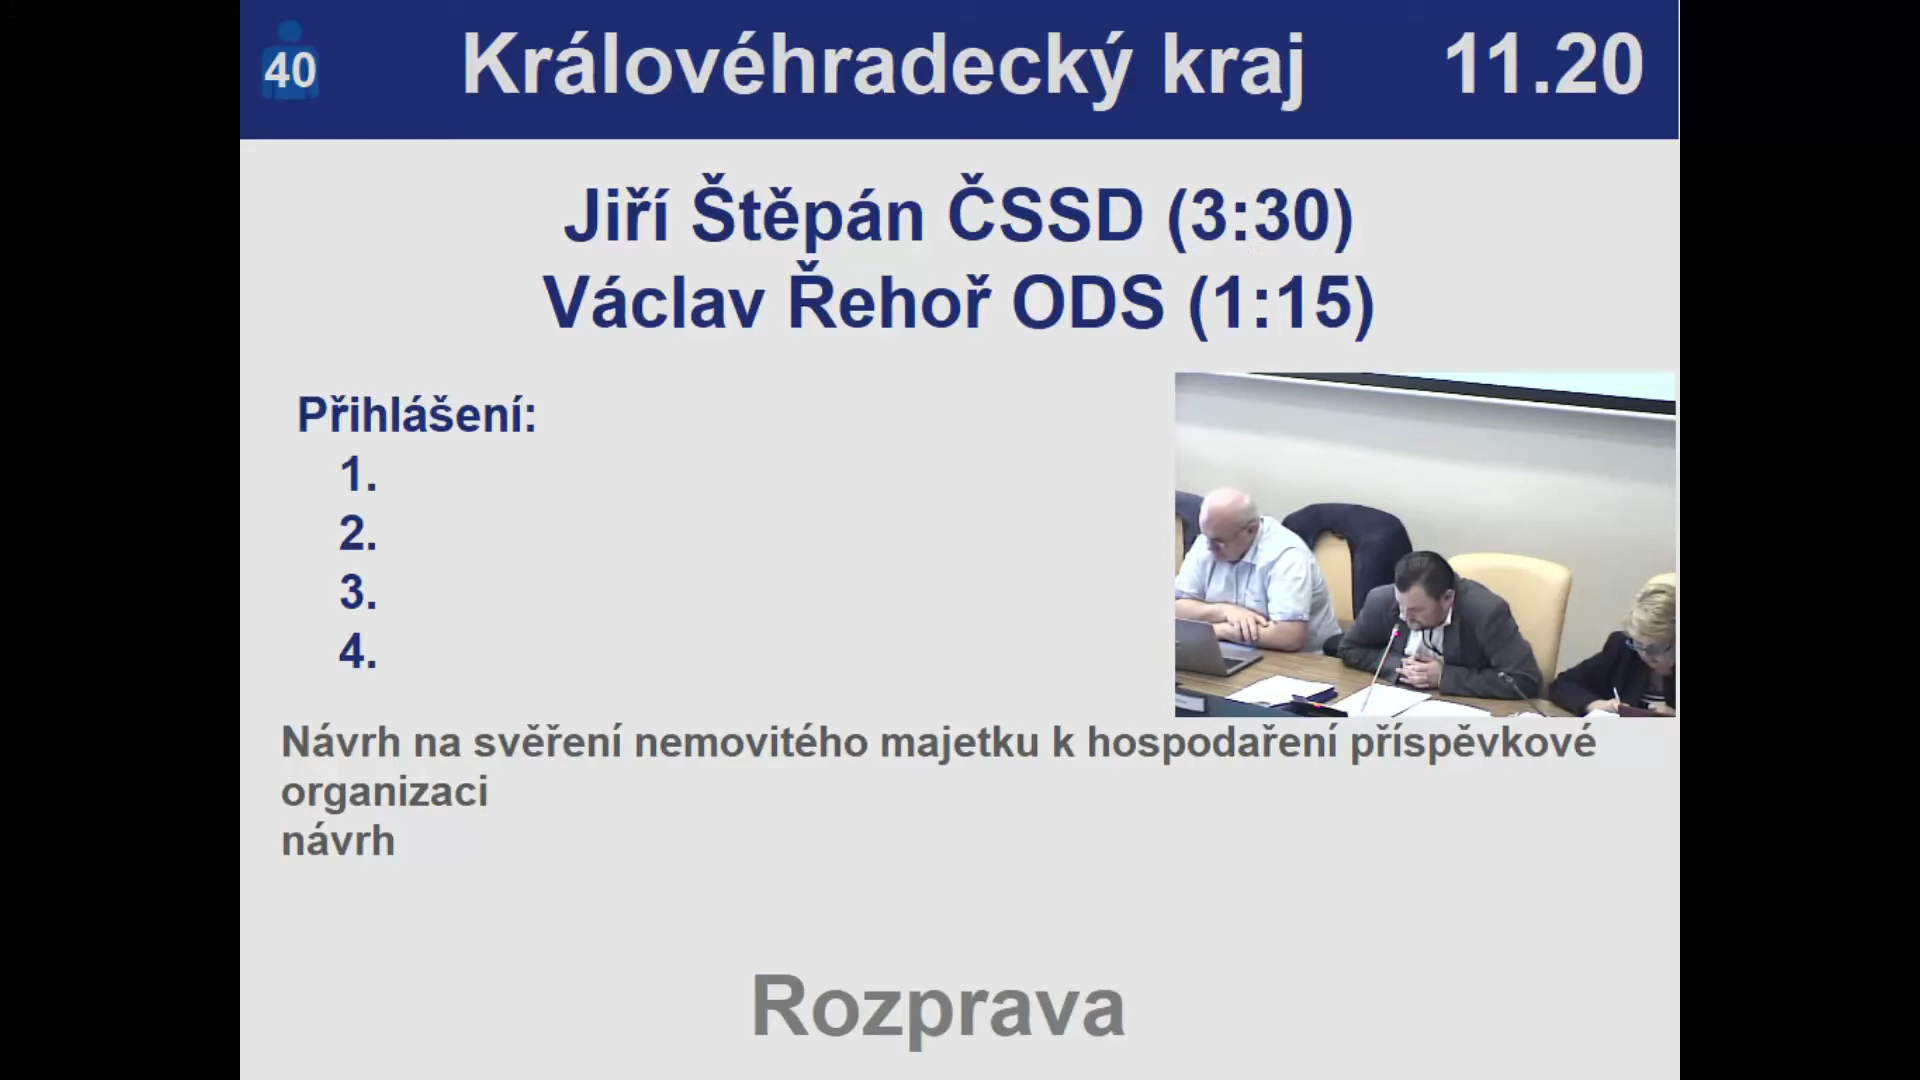 40
Královéhradecký kraj
11.20
Jiří Štěpán ČSSD (3:30)
Václav Řehoř ODS (1:15)
Přihlášení:
1.
2.
3.
4.
Návrh na svěření nemovitého majetku k hospodaření příspěvkové
organizaci
návrh
Rozprava